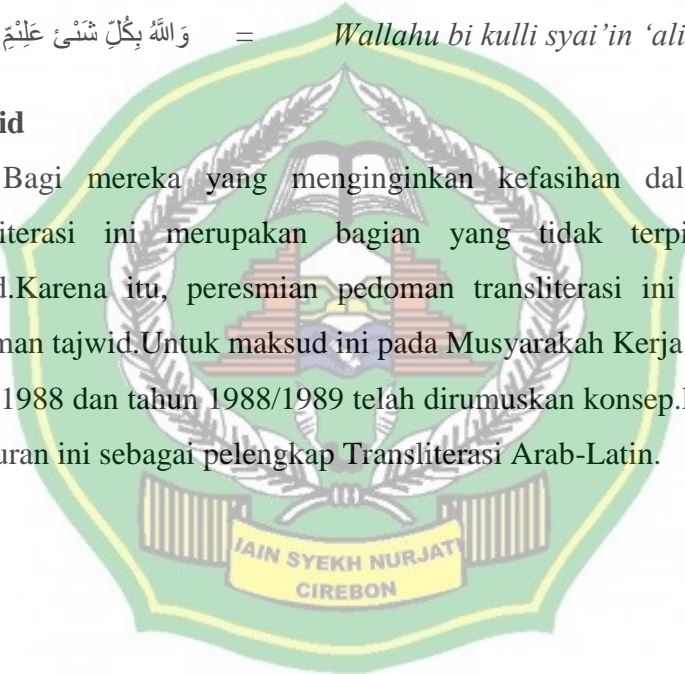 وَاللَّهُ بِكُلِّ شَىْئ عَلِيْمٌ = Wallahu bi kulli syai’in ‘ali
id
Bagi mereka yang menginginkan kefasihan dal
iterasi ini merupakan bagian yang tidak terpi
d.Karena itu, peresmian pedoman transliterasi ini
man tajwid.Untuk maksud ini pada Musyarakah Kerja
1988 dan tahun 1988/1989 telah dirumuskan konsep.
uran ini sebagai pelengkap Transliterasi Arab-Latin.
IAIN SYEKH NURJATI
CIREBON